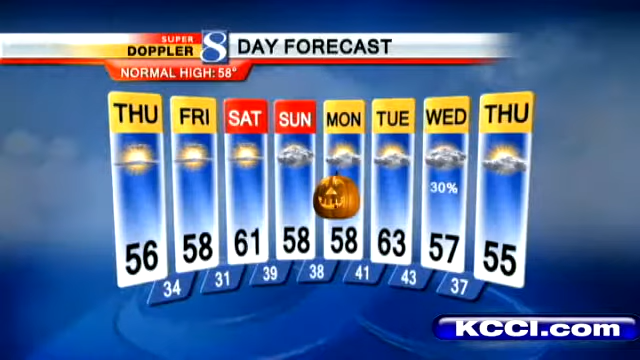 SUPER
DOPPLER 8 DAY FORECAST
NORMAL HIGH: 58°
THU FRI SAT SUN MON TUE WED THU
30%
56 58 61 58 58 63 57 55
34 31 39 38 41 43 37
KCCI.com